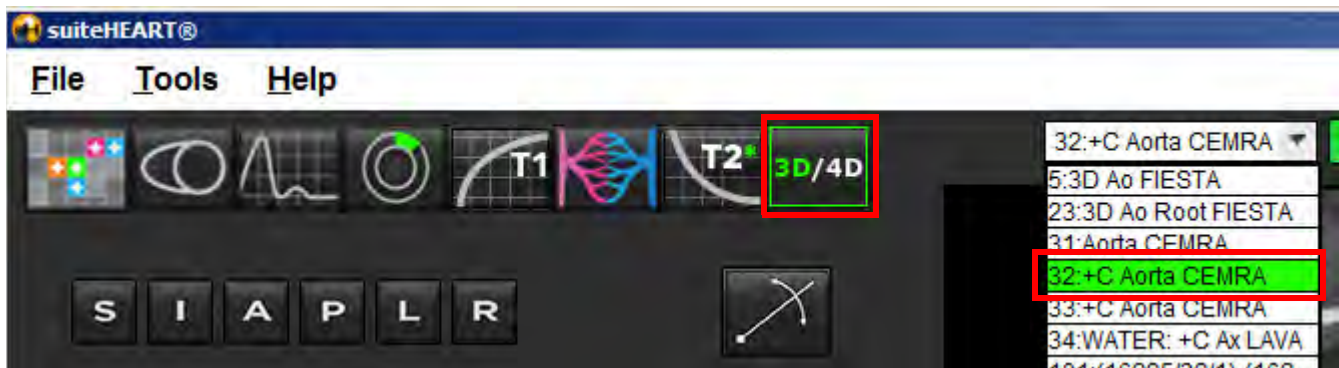 suiteHEART®
File Tools Help
T1 T2* 3D/4D
32:+C Aorta CEMRA
5:3D Ao FIESTA
23:3D Ao Root FIESTA
31:Aorta CEMRA
32:+C Aorta CEMRA
33:+C Aorta CEMRA
34:WATER: +C Ax LAVA
S I A P L R